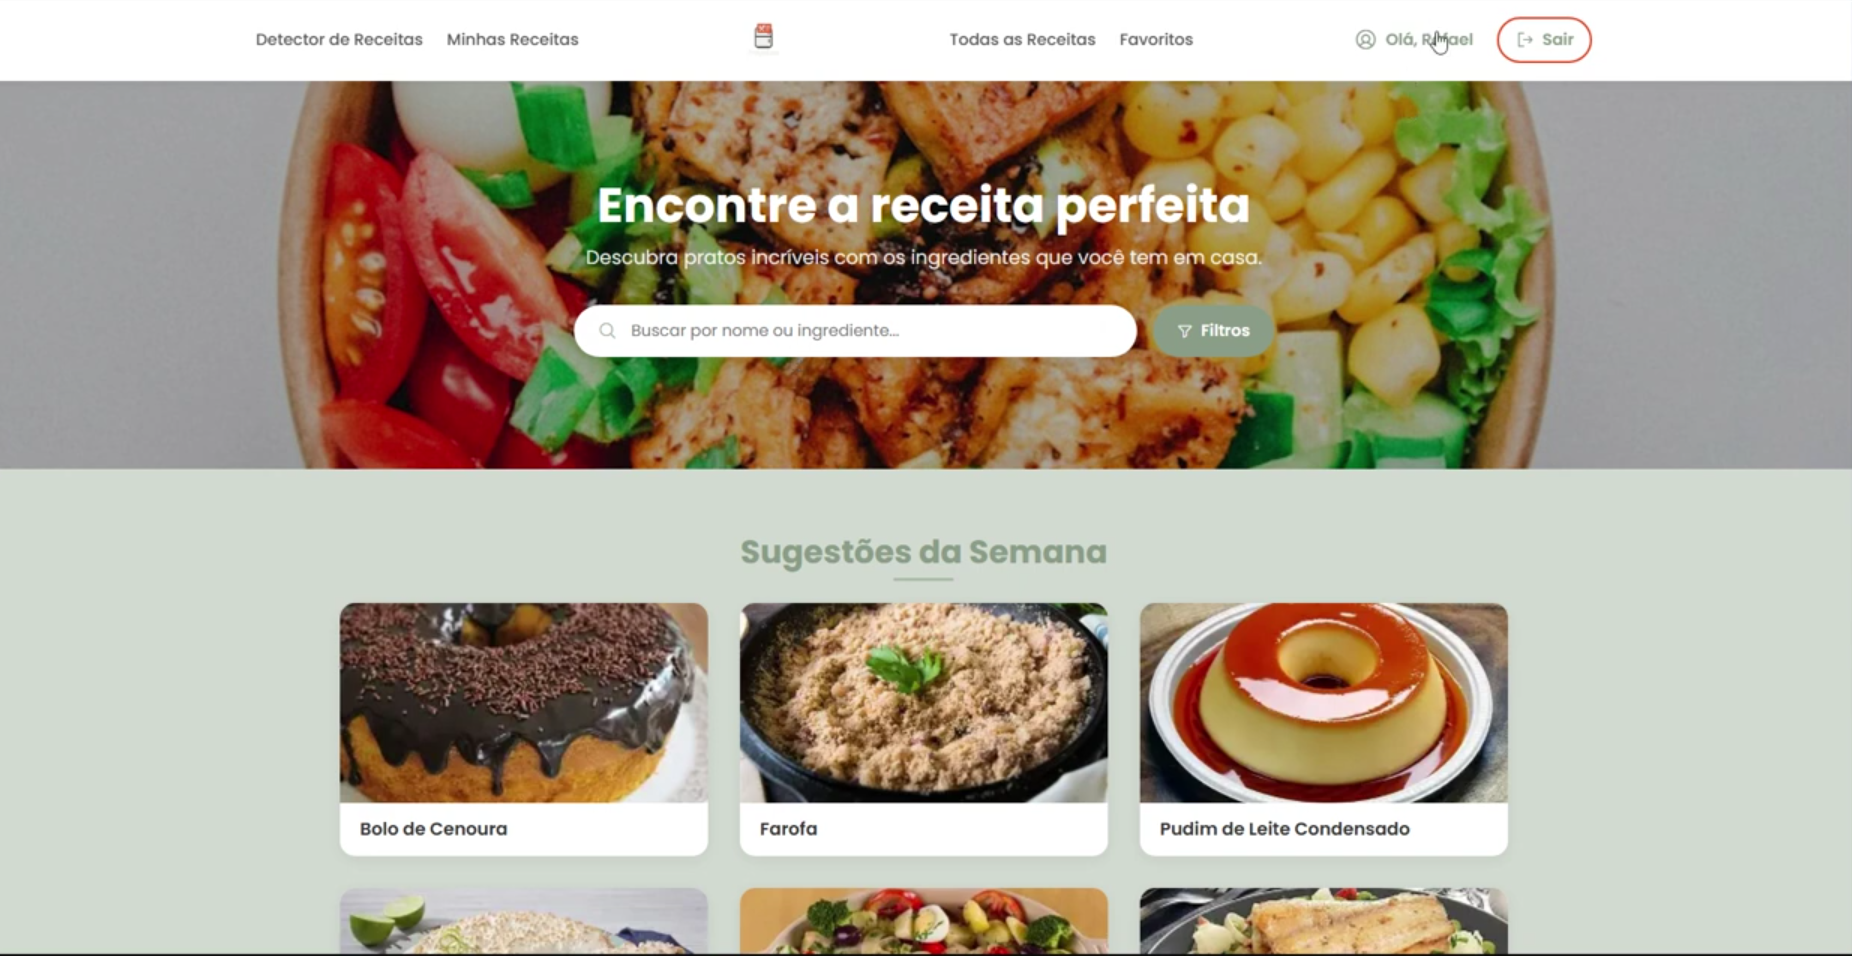 Detector de Receitas
Minhas Receitas
Todas as Receitas
Favoritos
Olá, Rafael
Sair
Encontre a receita perfeita
Descubra pratos incríveis com os ingredientes que você tem em casa.
Buscar por nome ou ingrediente...
Filtros
Sugestões da Semana
Bolo de Cenoura
Farofa
Pudim de Leite Condensado